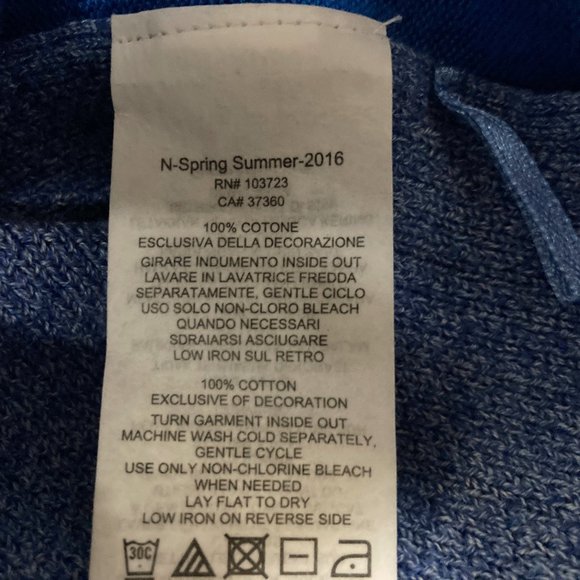 N-Spring Summer-2016
RN# 103723
CA# 37360
100% COTONE
ESCLUSIVA DELLA DECORAZIONE
GIRARE INDUMENTO INSIDE OUT
LAVARE IN LAVATRICE FREDDA
SEPARATAMENTE, GENTLE CICLO
USO SOLO NON-CLORO BLEACH
QUANDO NECESSARI
SDRAIARSI ASCIUGARE
LOW IRON SUL RETRO
100% COTTON
EXCLUSIVE OF DECORATION
TURN GARMENT INSIDE OUT
MACHINE WASH COLD SEPARATELY,
GENTLE CYCLE
USE ONLY NON-CHLORINE BLEACH
WHEN NEEDED
LAY FLAT TO DRY
LOW IRON ON REVERSE SIDE
30C